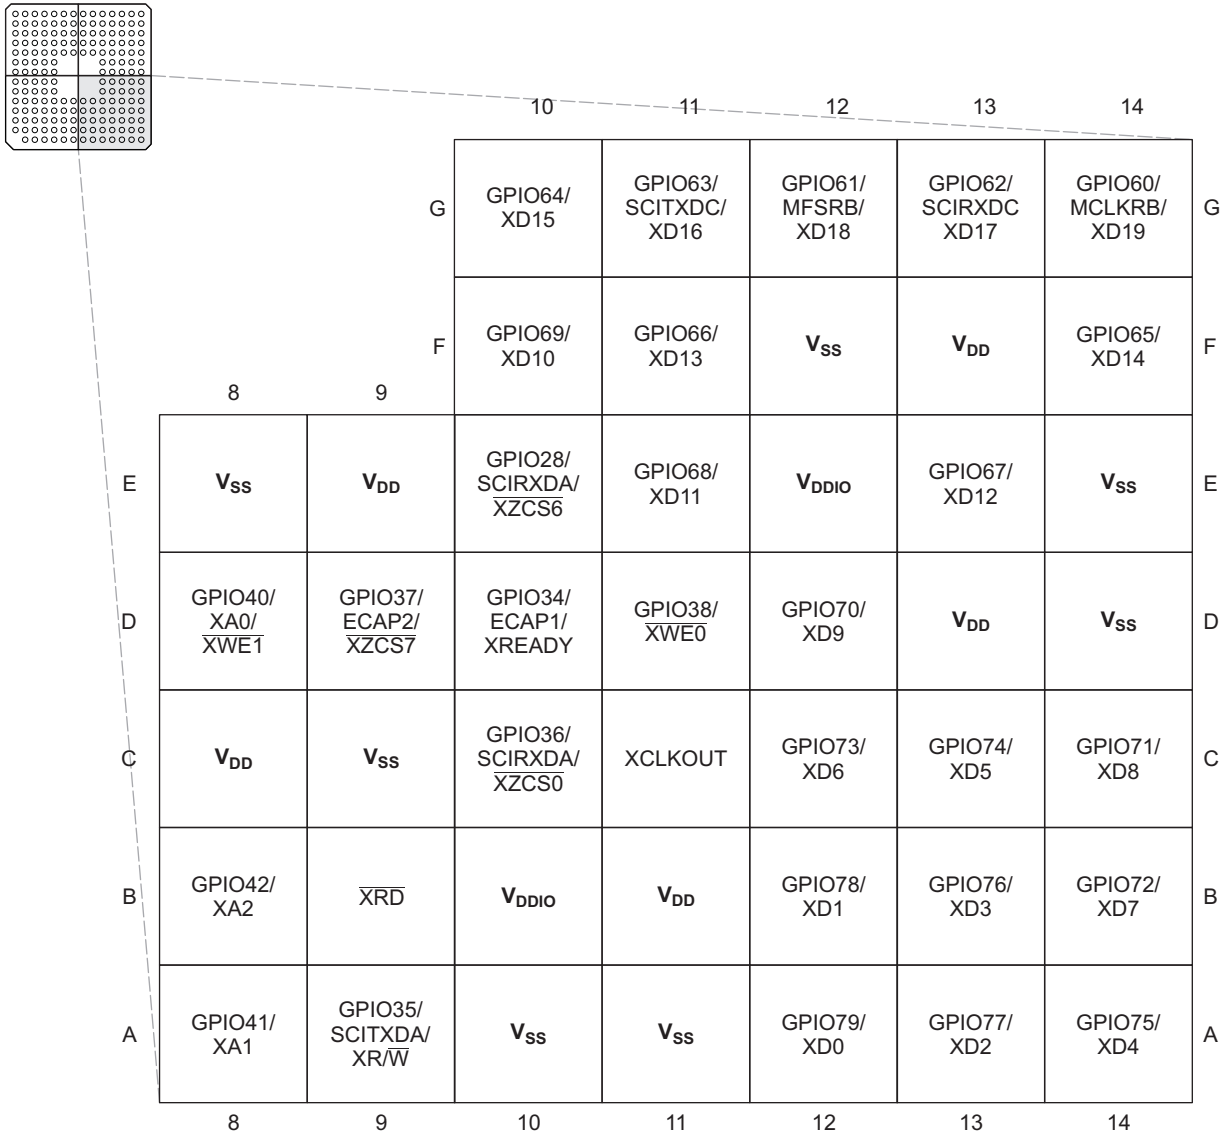 10 11 12 13 14
G GPIO64/ GPIO63/ GPIO61/ GPIO62/ GPIO60/ G
XD15 SCITXDC/ MFSRB/ SCIRXDC MCLKRB/
XD16 XD18 XD17 XD19
F GPIO69/ GPIO66/ VSS VDD GPIO65/ F
XD10 XD13 XD14
8 9
E VSS VDD GPIO28/ GPIO68/ VDDIO GPIO67/ VSS E
SCIRXDA/ XD11 XD12
XZCS6
D GPIO40/ GPIO37/ GPIO34/ GPIO38/ GPIO70/ VDD VSS D
XA0/ ECAP2/ ECAP1/ XWE0 XD9
XWE1 XZCS7 XREADY
C VDD VSS GPIO36/ XCLKOUT GPIO73/ GPIO74/ GPIO71/ C
SCIRXDA/ XD6 XD5 XD8
XZCS0
B GPIO42/ XRD VDDIO VDD GPIO78/ GPIO76/ GPIO72/ B
XA2 XD1 XD3 XD7
A GPIO41/ GPIO35/ VSS VSS GPIO79/ GPIO77/ GPIO75/ A
XA1 SCITXDA/ XD0 XD2 XD4
XR/W
8 9 10 11 12 13 14